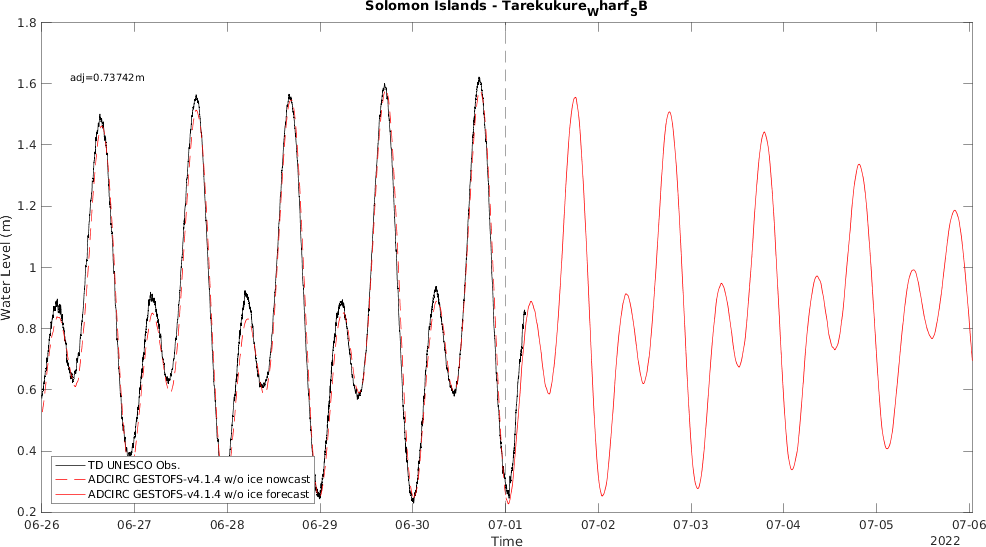 Solomon Islands - Tarekukure_Wharf_SB
adj=0.73742m
Water Level (m)
1.8
1.6
1.4
1.2
1
0.8
0.6
0.4
0.2
TD UNESCO Obs.
ADCIRC GESTOFS-v4.1.4 w/o ice nowcast
ADCIRC GESTOFS-v4.1.4 w/o ice forecast
06-26 06-27 06-28 06-29 06-30 07-01 07-02 07-03 07-04 07-05 07-06
Time
2022